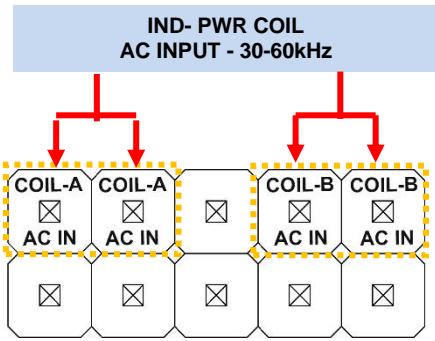 IND- PWR COIL
AC INPUT - 30-60kHz
COIL-A COIL-A COIL-B COIL-B
AC IN AC IN AC IN AC IN